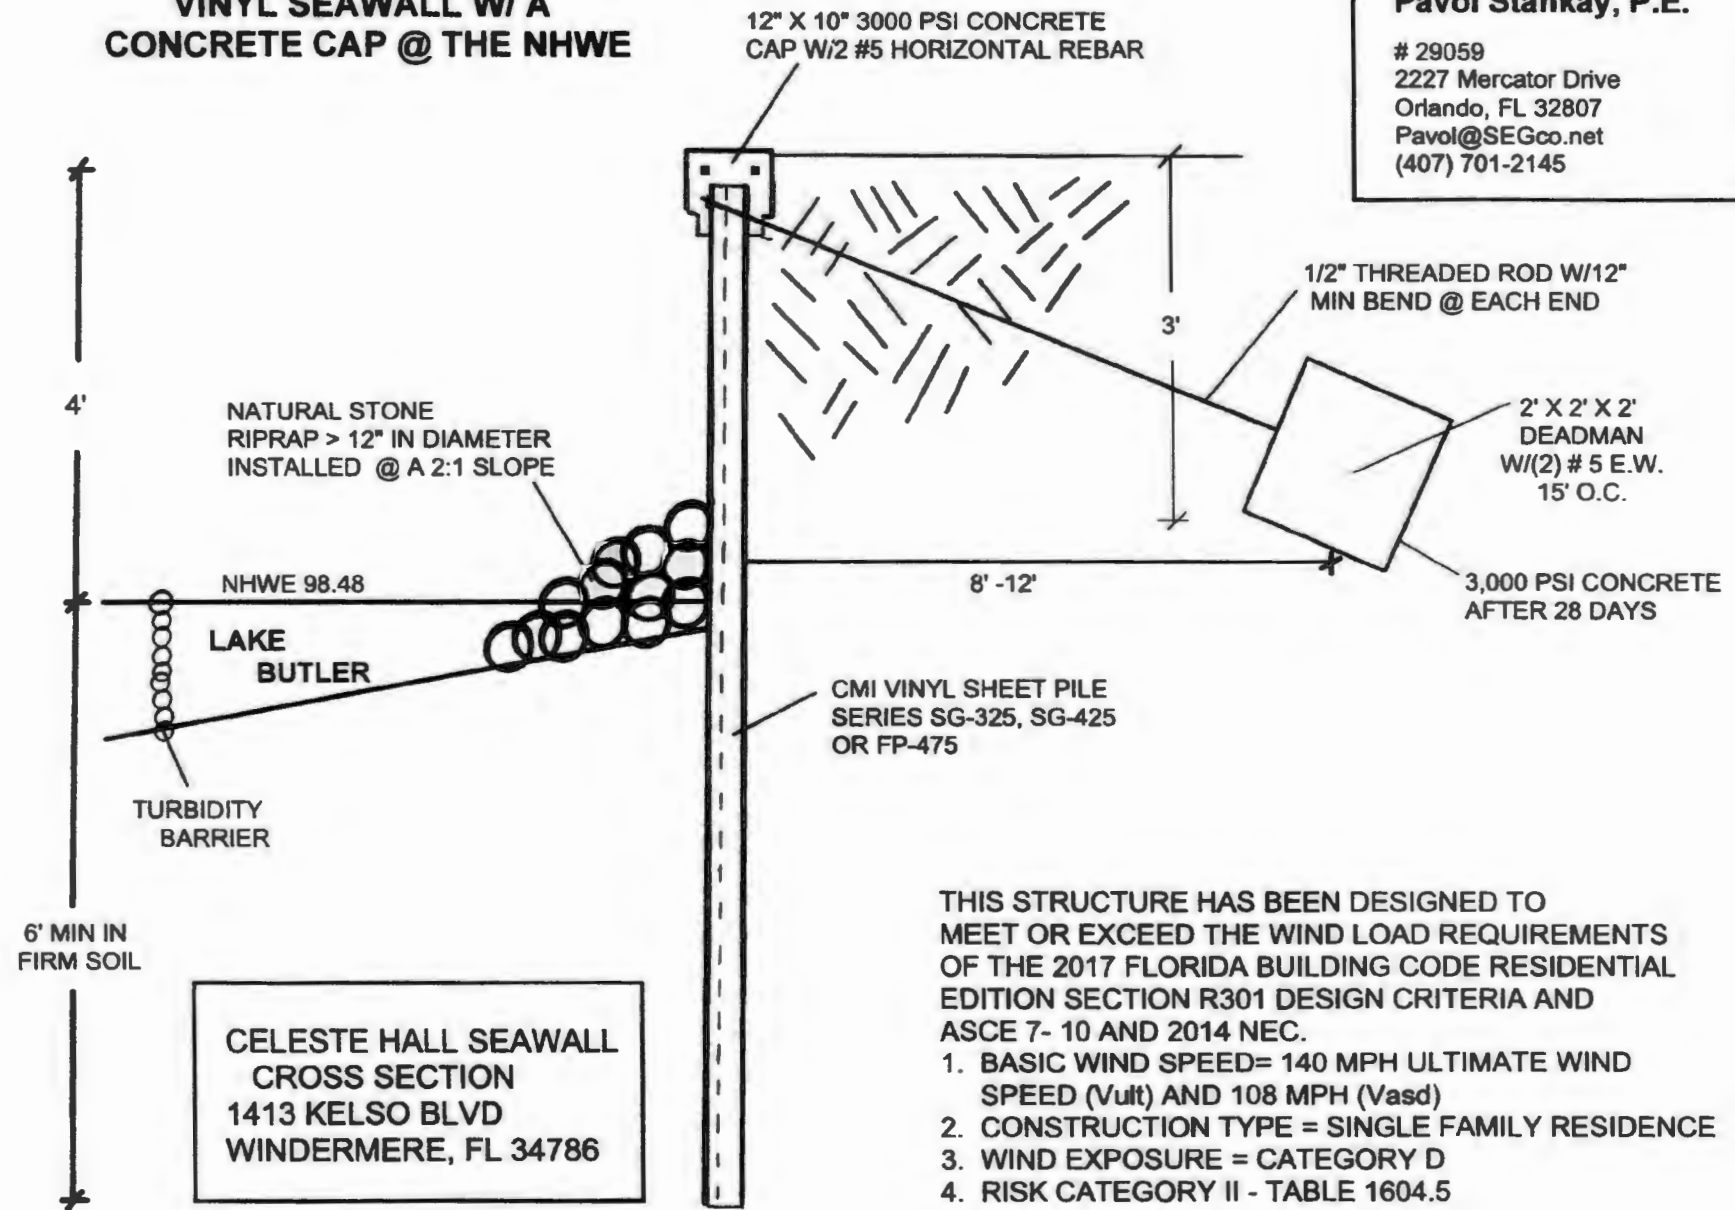 VINYL SEAWALL W/ A
CONCRETE CAP @ THE NHWE
12" X 10" 3000 PSI CONCRETE
CAP W/2 #5 HORIZONTAL REBAR
Pavol Stankay, P.E.
# 29059
2227 Mercator Drive
Orlando, FL 32807
Pavol@SEGco.net
(407) 701-2145
1/2" THREADED ROD W/12"
MIN BEND @ EACH END
3'
4'
NATURAL STONE
RIPRAP > 12" IN DIAMETER
INSTALLED @ A 2:1 SLOPE
2' X 2' X 2'
DEADMAN
W/(2) # 5 E.W.
15' O.C.
NHWE 98.48
8' -12'
3,000 PSI CONCRETE
AFTER 28 DAYS
LAKE
BUTLER
CMI VINYL SHEET PILE
SERIES SG-325, SG-425
OR FP-475
TURBIDITY
BARRIER
6' MIN IN
FIRM SOIL
CELESTE HALL SEAWALL
CROSS SECTION
1413 KELSO BLVD
WINDERMERE, FL 34786
THIS STRUCTURE HAS BEEN DESIGNED TO
MEET OR EXCEED THE WIND LOAD REQUIREMENTS
OF THE 2017 FLORIDA BUILDING CODE RESIDENTIAL
EDITION SECTION R301 DESIGN CRITERIA AND
ASCE 7- 10 AND 2014 NEC.
1. BASIC WIND SPEED= 140 MPH ULTIMATE WIND
SPEED (Vult) AND 108 MPH (Vasd)
2. CONSTRUCTION TYPE = SINGLE FAMILY RESIDENCE
3. WIND EXPOSURE = CATEGORY D
4. RISK CATEGORY II - TABLE 1604.5